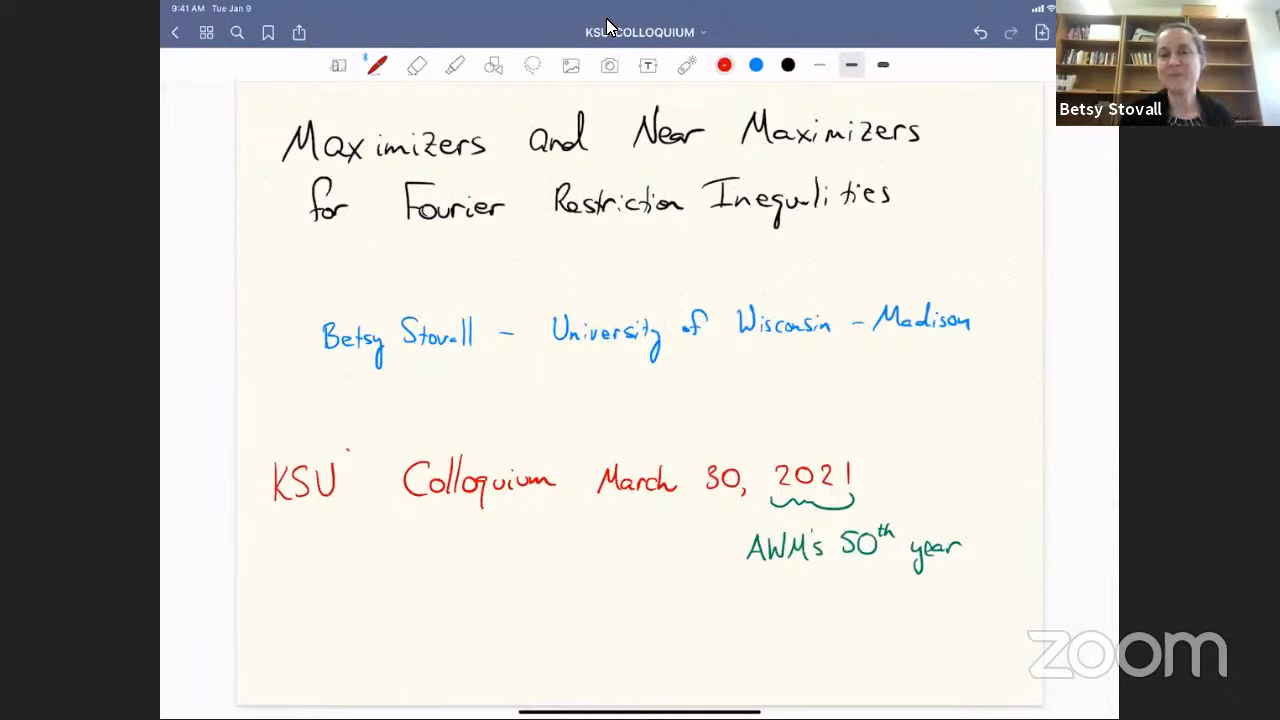 9:41 AM Tue Jan 9
KSU COLLOQUIUM
Betsy Stovall
Maximizers and Near Maximizers
for Fourier Restriction Inequalities
Betsy Stovall - University of Wisconsin - Madison
KSU Colloquium March 30, 2021
AWM's 50th year
zoom